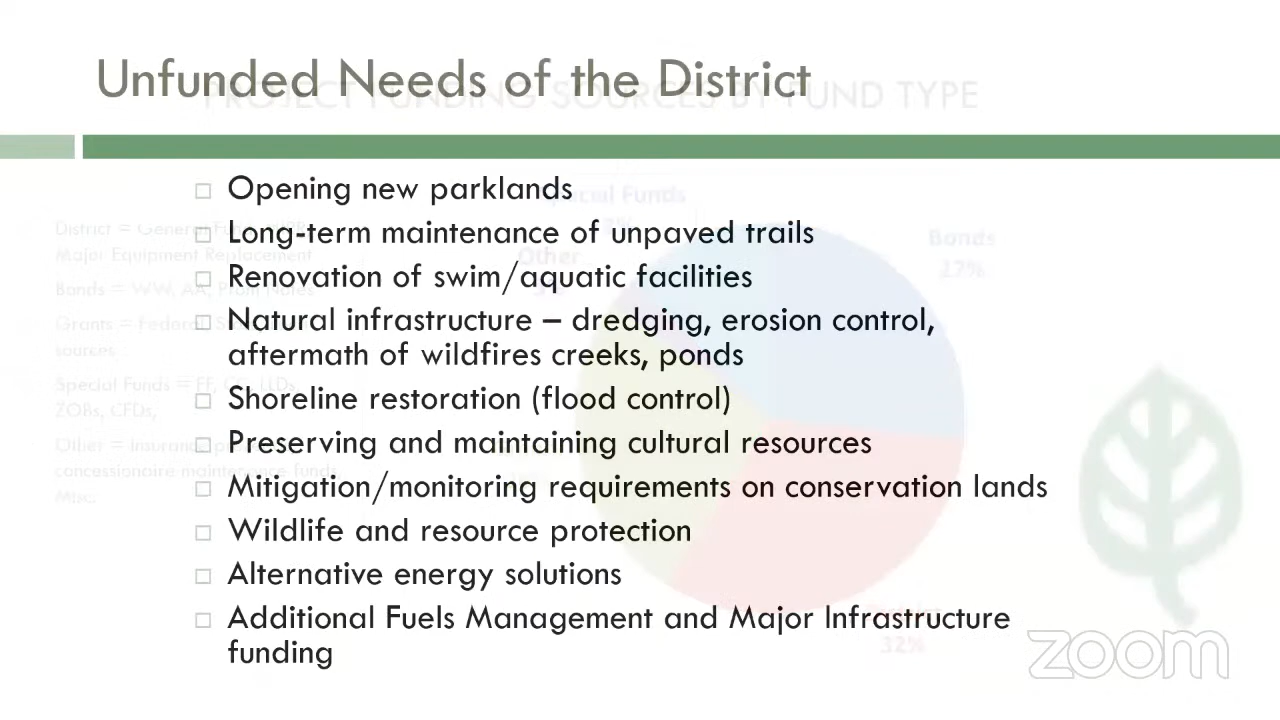 Unfunded Needs of the District
PROJECT FUNDING SOURCES BY FUND TYPE
Opening new parklands
Long-term maintenance of unpaved trails
Renovation of swim/aquatic facilities
Natural infrastructure – dredging, erosion control,
aftermath of wildfires creeks, ponds
Shoreline restoration (flood control)
Preserving and maintaining cultural resources
Mitigation/monitoring requirements on conservation lands
Wildlife and resource protection
Alternative energy solutions
Additional Fuels Management and Major Infrastructure
funding
District = General Fund,
Major Equipment Replacement
Bonds = WW, AA, Prom Notes
Grants = Federal,
sources
Special Funds = FF, LLDs,
ZOBs, CFDs,
Other = Insurance
concessionaire maintenance funds,
Misc.
Special Funds
Other
Bonds
32%
zoom